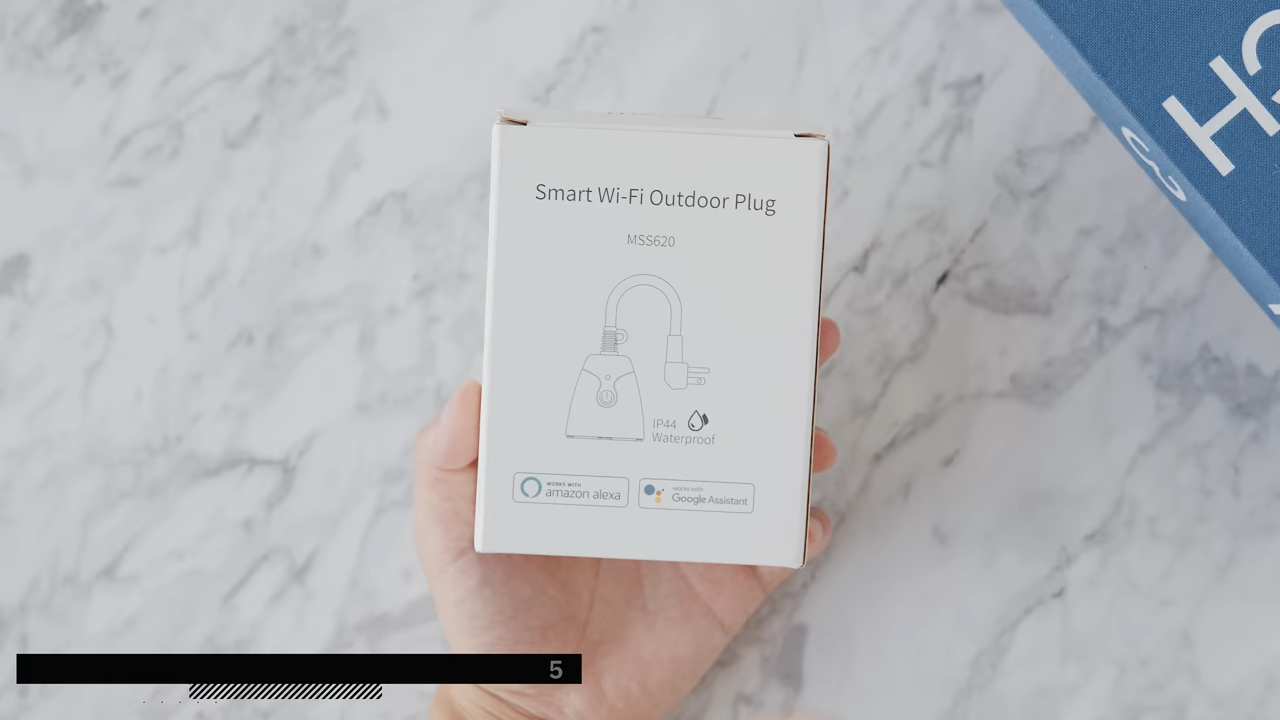 Smart Wi-Fi Outdoor Plug
MSS620
IP44
Waterproof
WORKS WITH
amazon alexa
works with
Google Assistant
5